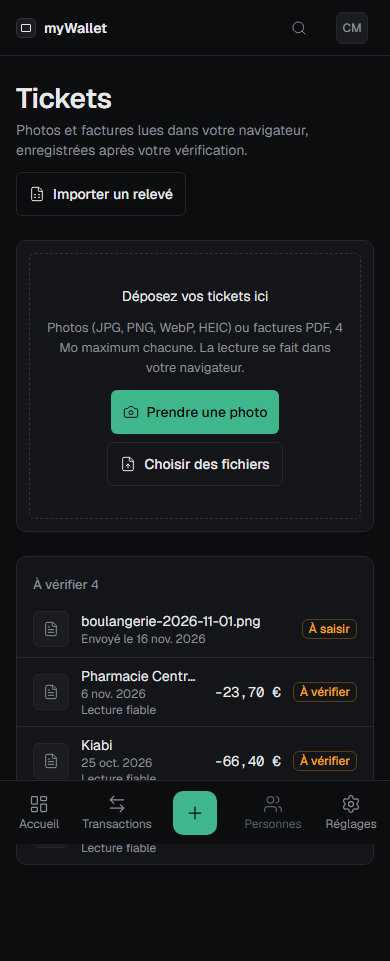 myWallet
CM
Tickets
Photos et factures lues dans votre navigateur,
enregistrées après votre vérification.
Importer un relevé
Déposez vos tickets ici
Photos (JPG, PNG, WebP, HEIC) ou factures PDF, 4
Mo maximum chacune. La lecture se fait dans
votre navigateur.
Prendre une photo
Choisir des fichiers
À vérifier 4
boulangerie-2026-11-01.png
Envoyé le 16 nov. 2026
À saisir
Pharmacie Centr…
6 nov. 2026
Lecture fiable
-23,70 €
À vérifier
Kiabi
25 oct. 2026
Lecture fiable
-66,40 €
À vérifier
Accueil
Transactions
+
Personnes
Réglages
Lecture fiable